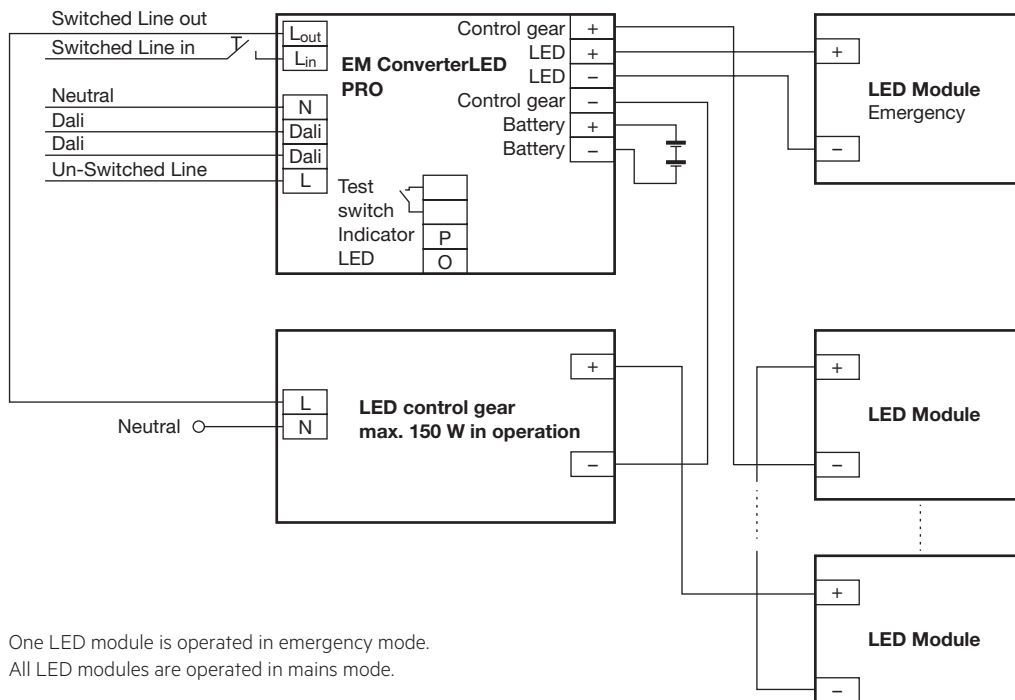 Switched Line out
Switched Line in
Neutral
Dali
Dali
Un-Switched Line
Lout
Lin
N
Dali
Dali
L
EM ConverterLED
PRO
Test
switch
Indicator
LED
P
O
Control gear +
LED +
LED –
Control gear –
Battery +
Battery –
+
–
LED Module
Emergency
Neutral
L
N
LED control gear
max. 150 W in operation
+
–
+
–
LED Module
+
–
LED Module
One LED module is operated in emergency mode.
All LED modules are operated in mains mode.